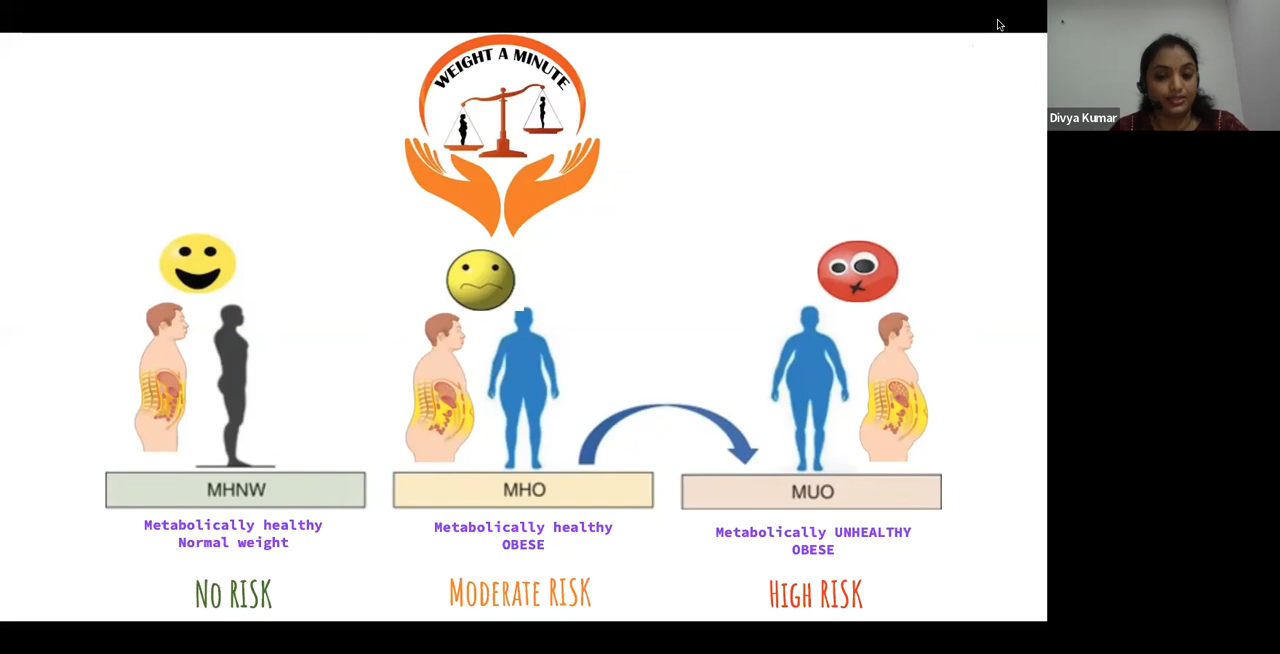 WEIGHT A MINUTE
Divya Kumar
MHNW
MHO
MUO
Metabolically healthy
Normal weight
Metabolically healthy
OBESE
Metabolically UNHEALTHY
OBESE
No RISK
MODERATE RISK
HIGH RISK